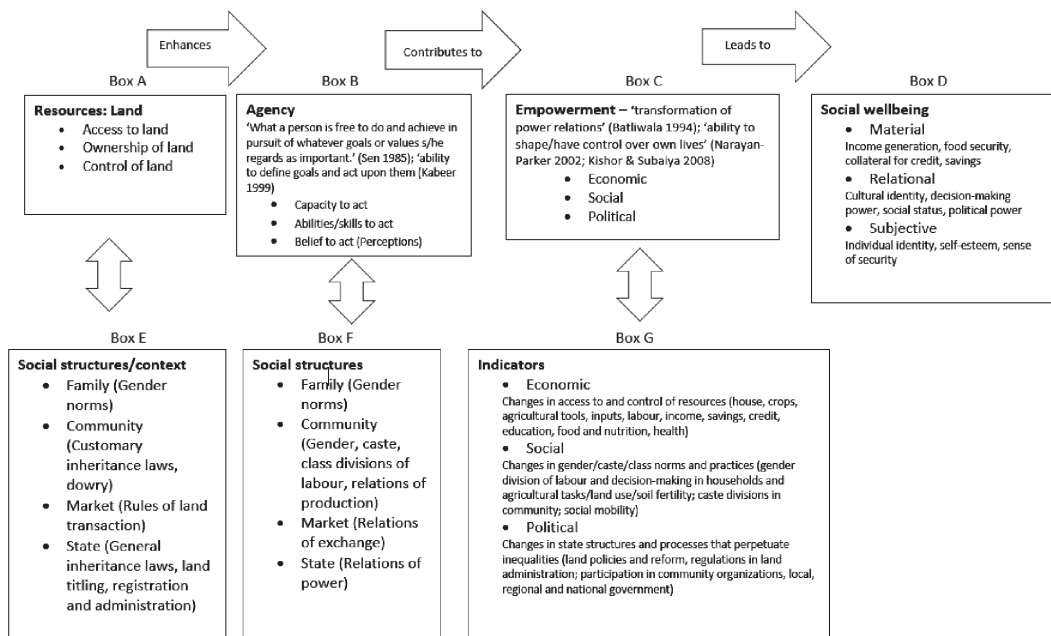 Enhances
Contributes to
Leads to
Box A
Resources: Land
• Access to land
• Ownership of land
• Control of land
Box B
Agency
'What a person is free to do and achieve in
pursuit of whatever goals or values s/he
regards as important.' (Sen 1985); 'ability
to define goals and act upon them (Kabeer
1999)
• Capacity to act
• Abilities/skills to act
• Belief to act (Perceptions)
Box C
Empowerment – 'transformation of
power relations' (Batliwala 1994); 'ability to
shape/have control over own lives' (Narayan-
Parker 2002; Kishor & Subaiya 2008)
• Economic
• Social
• Political
Box D
Social wellbeing
• Material
Income generation, food security,
collateral for credit, savings
• Relational
Cultural identity, decision-making
power, social status, political power
• Subjective
Individual identity, self-esteem, sense
of security
Box E
Social structures/context
• Family (Gender
norms)
• Community
(Customary
inheritance laws,
dowry)
• Market (Rules of land
transaction)
• State (General
inheritance laws, land
titling, registration
and administration)
Box F
Social structures
• Family (Gender
norms)
• Community
(Gender, caste,
class divisions of
labour, relations of
production)
• Market (Relations
of exchange)
• State (Relations of
power)
Box G
Indicators
• Economic
Changes in access to and control of resources (house, crops,
agricultural tools, inputs, labour, income, savings, credit,
education, food and nutrition, health)
• Social
Changes in gender/caste/class norms and practices (gender
division of labour and decision-making in households and
agricultural tasks/land use/soil fertility; caste divisions in
community; social mobility)
• Political
Changes in state structures and processes that perpetuate
inequalities (land policies and reform, regulations in land
administration; participation in community organizations, local,
regional and national government)